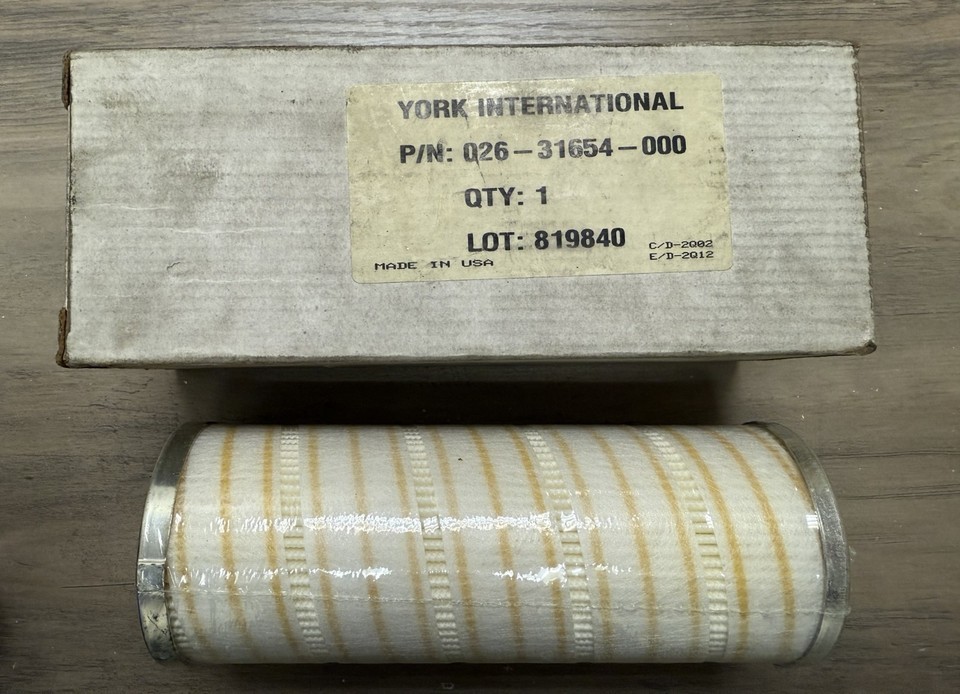 YORK INTERNATIONAL
P/N: 026-31654-000
QTY: 1
LOT: 819840
C/D-2Q02
E/D-2Q12
MADE IN USA